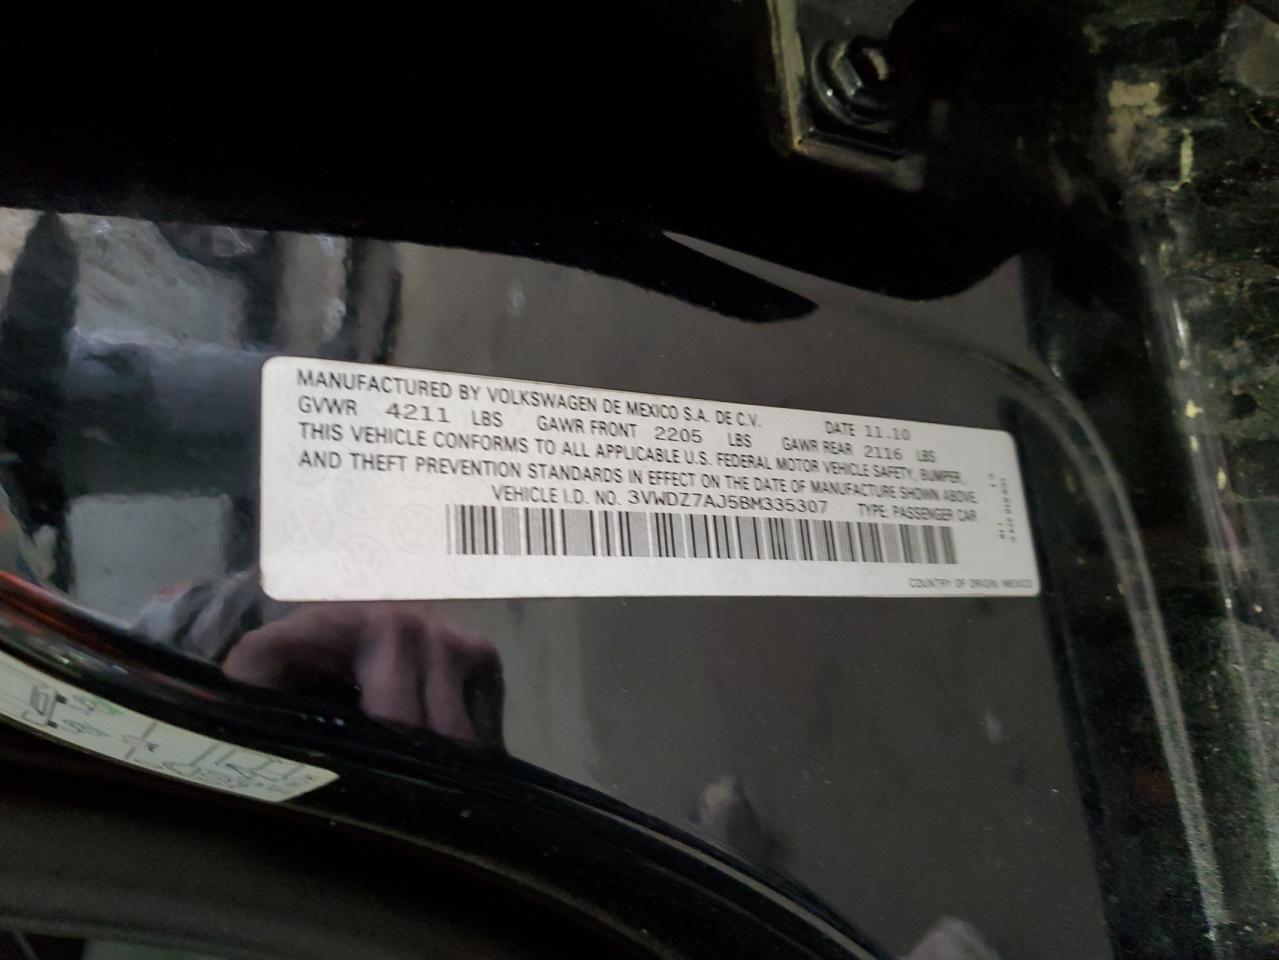 MANUFACTURED BY VOLKSWAGEN DE MEXICO S.A. DE C.V. DATE 11.10
GVWR 4211 LBS GAWR FRONT 2205 LBS GAWR REAR 2116 LBS
THIS VEHICLE CONFORMS TO ALL APPLICABLE U.S. FEDERAL MOTOR VEHICLE SAFETY, BUMPER,
AND THEFT PREVENTION STANDARDS IN EFFECT ON THE DATE OF MANUFACTURE SHOWN ABOVE.
VEHICLE I.D. NO. 3VWDZ7AJ5BM335307 TYPE: PASSENGER CAR
COUNTRY OF ORIGIN: MEXICO